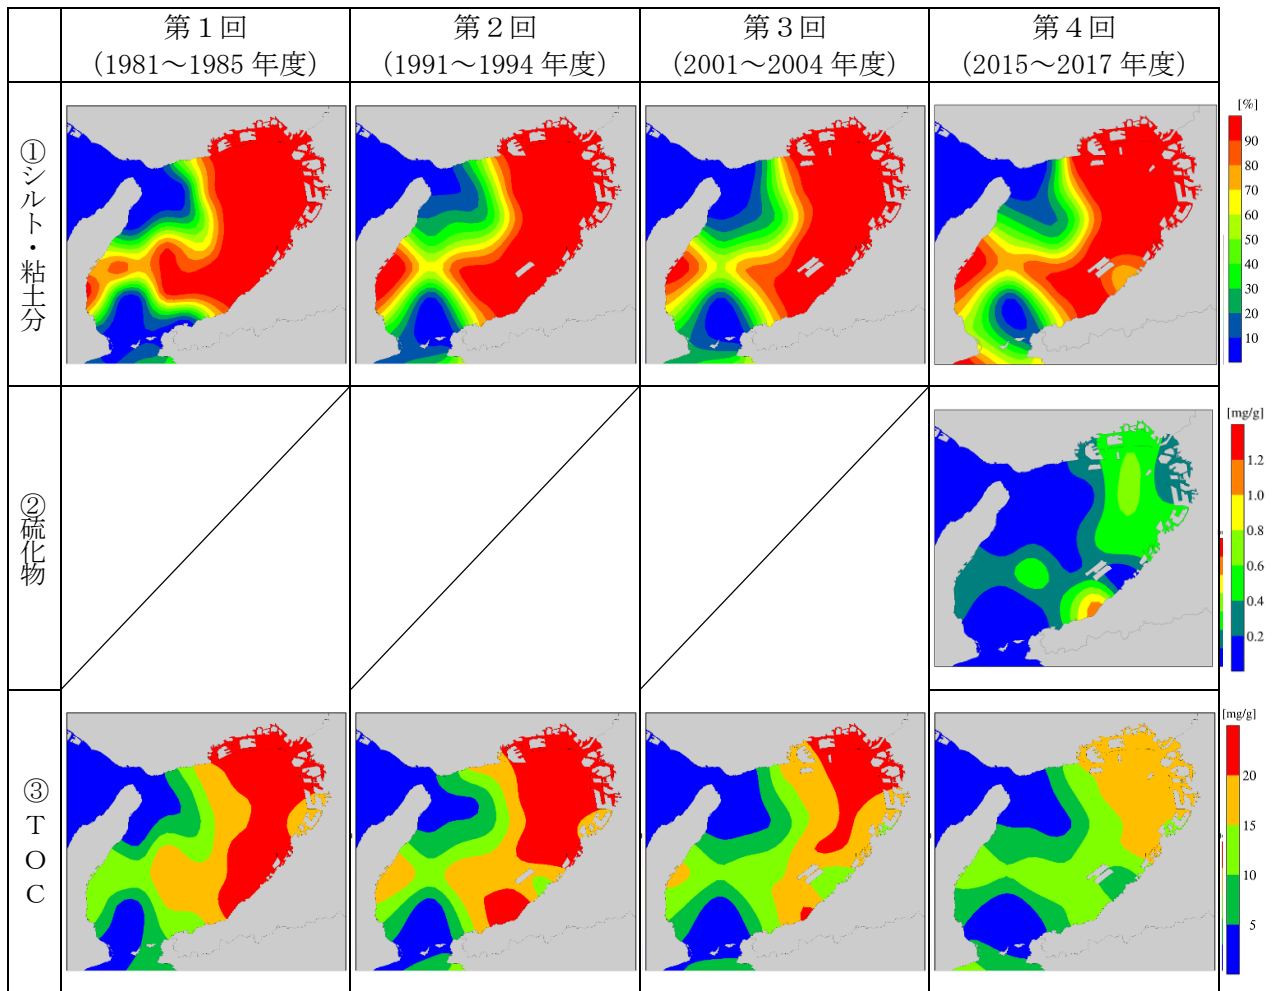 第１回
（1981～1985 年度）
第２回
（1991～1994 年度）
第３回
（2001～2004 年度）
第４回
（2015～2017 年度）
①シルト・粘土分
[%]
90
80
70
60
50
40
30
20
10
②硫化物
[mg/g]
1.2
1.0
0.8
0.6
0.4
0.2
③ＴＯＣ
[mg/g]
20
15
10
5